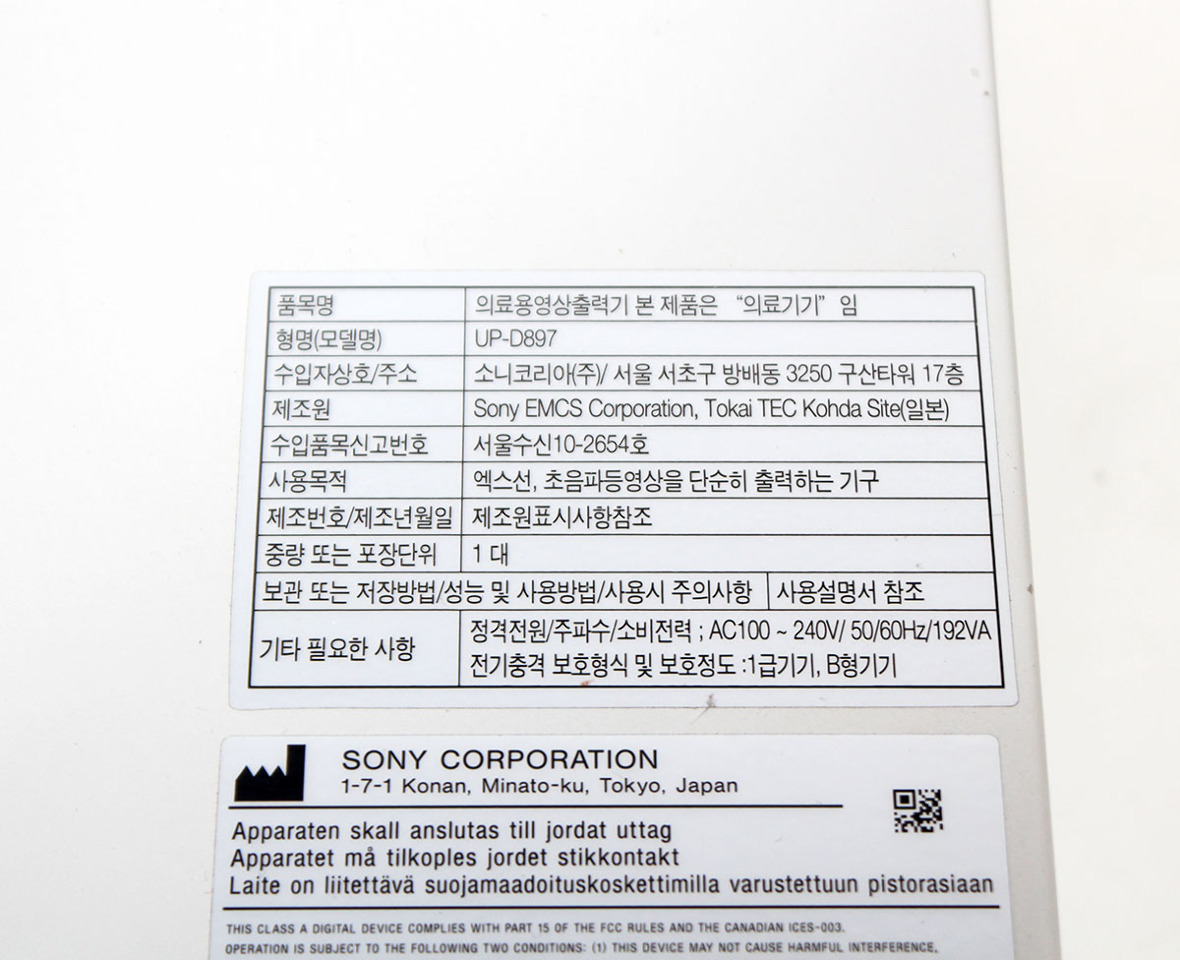 품목명 의료용영상출력기 본 제품은 “의료기기” 임
형명(모델명) UP-D897
수입자상호/주소 소니코리아(주)/ 서울 서초구 방배동 3250 구산타워 17층
제조원 Sony EMCS Corporation, Tokai TEC Kohda Site(일본)
수입품목신고번호 서울수신10-2654호
사용목적 엑스선, 초음파등영상을 단순히 출력하는 기구
제조번호/제조년월일 제조원표시사항참조
중량 또는 포장단위 1 대
보관 또는 저장방법/성능 및 사용방법/사용시 주의사항 사용설명서 참조
기타 필요한 사항 정격전원/주파수/소비전력 ; AC100 ~ 240V/ 50/60Hz/192VA
전기충격 보호형식 및 보호정도 :1급기기, B형기기
SONY CORPORATION
1-7-1 Konan, Minato-ku, Tokyo, Japan
Apparaten skall anslutas till jordat uttag
Apparatet må tilkoples jordet stikkontakt
Laite on liitettävä suojamaadoituskoskettimilla varustettuun pistorasiaan
THIS CLASS A DIGITAL DEVICE COMPLIES WITH PART 15 OF THE FCC RULES AND THE CANADIAN ICES-003.
OPERATION IS SUBJECT TO THE FOLLOWING TWO CONDITIONS: (1) THIS DEVICE MAY NOT CAUSE HARMFUL INTERFERENCE,